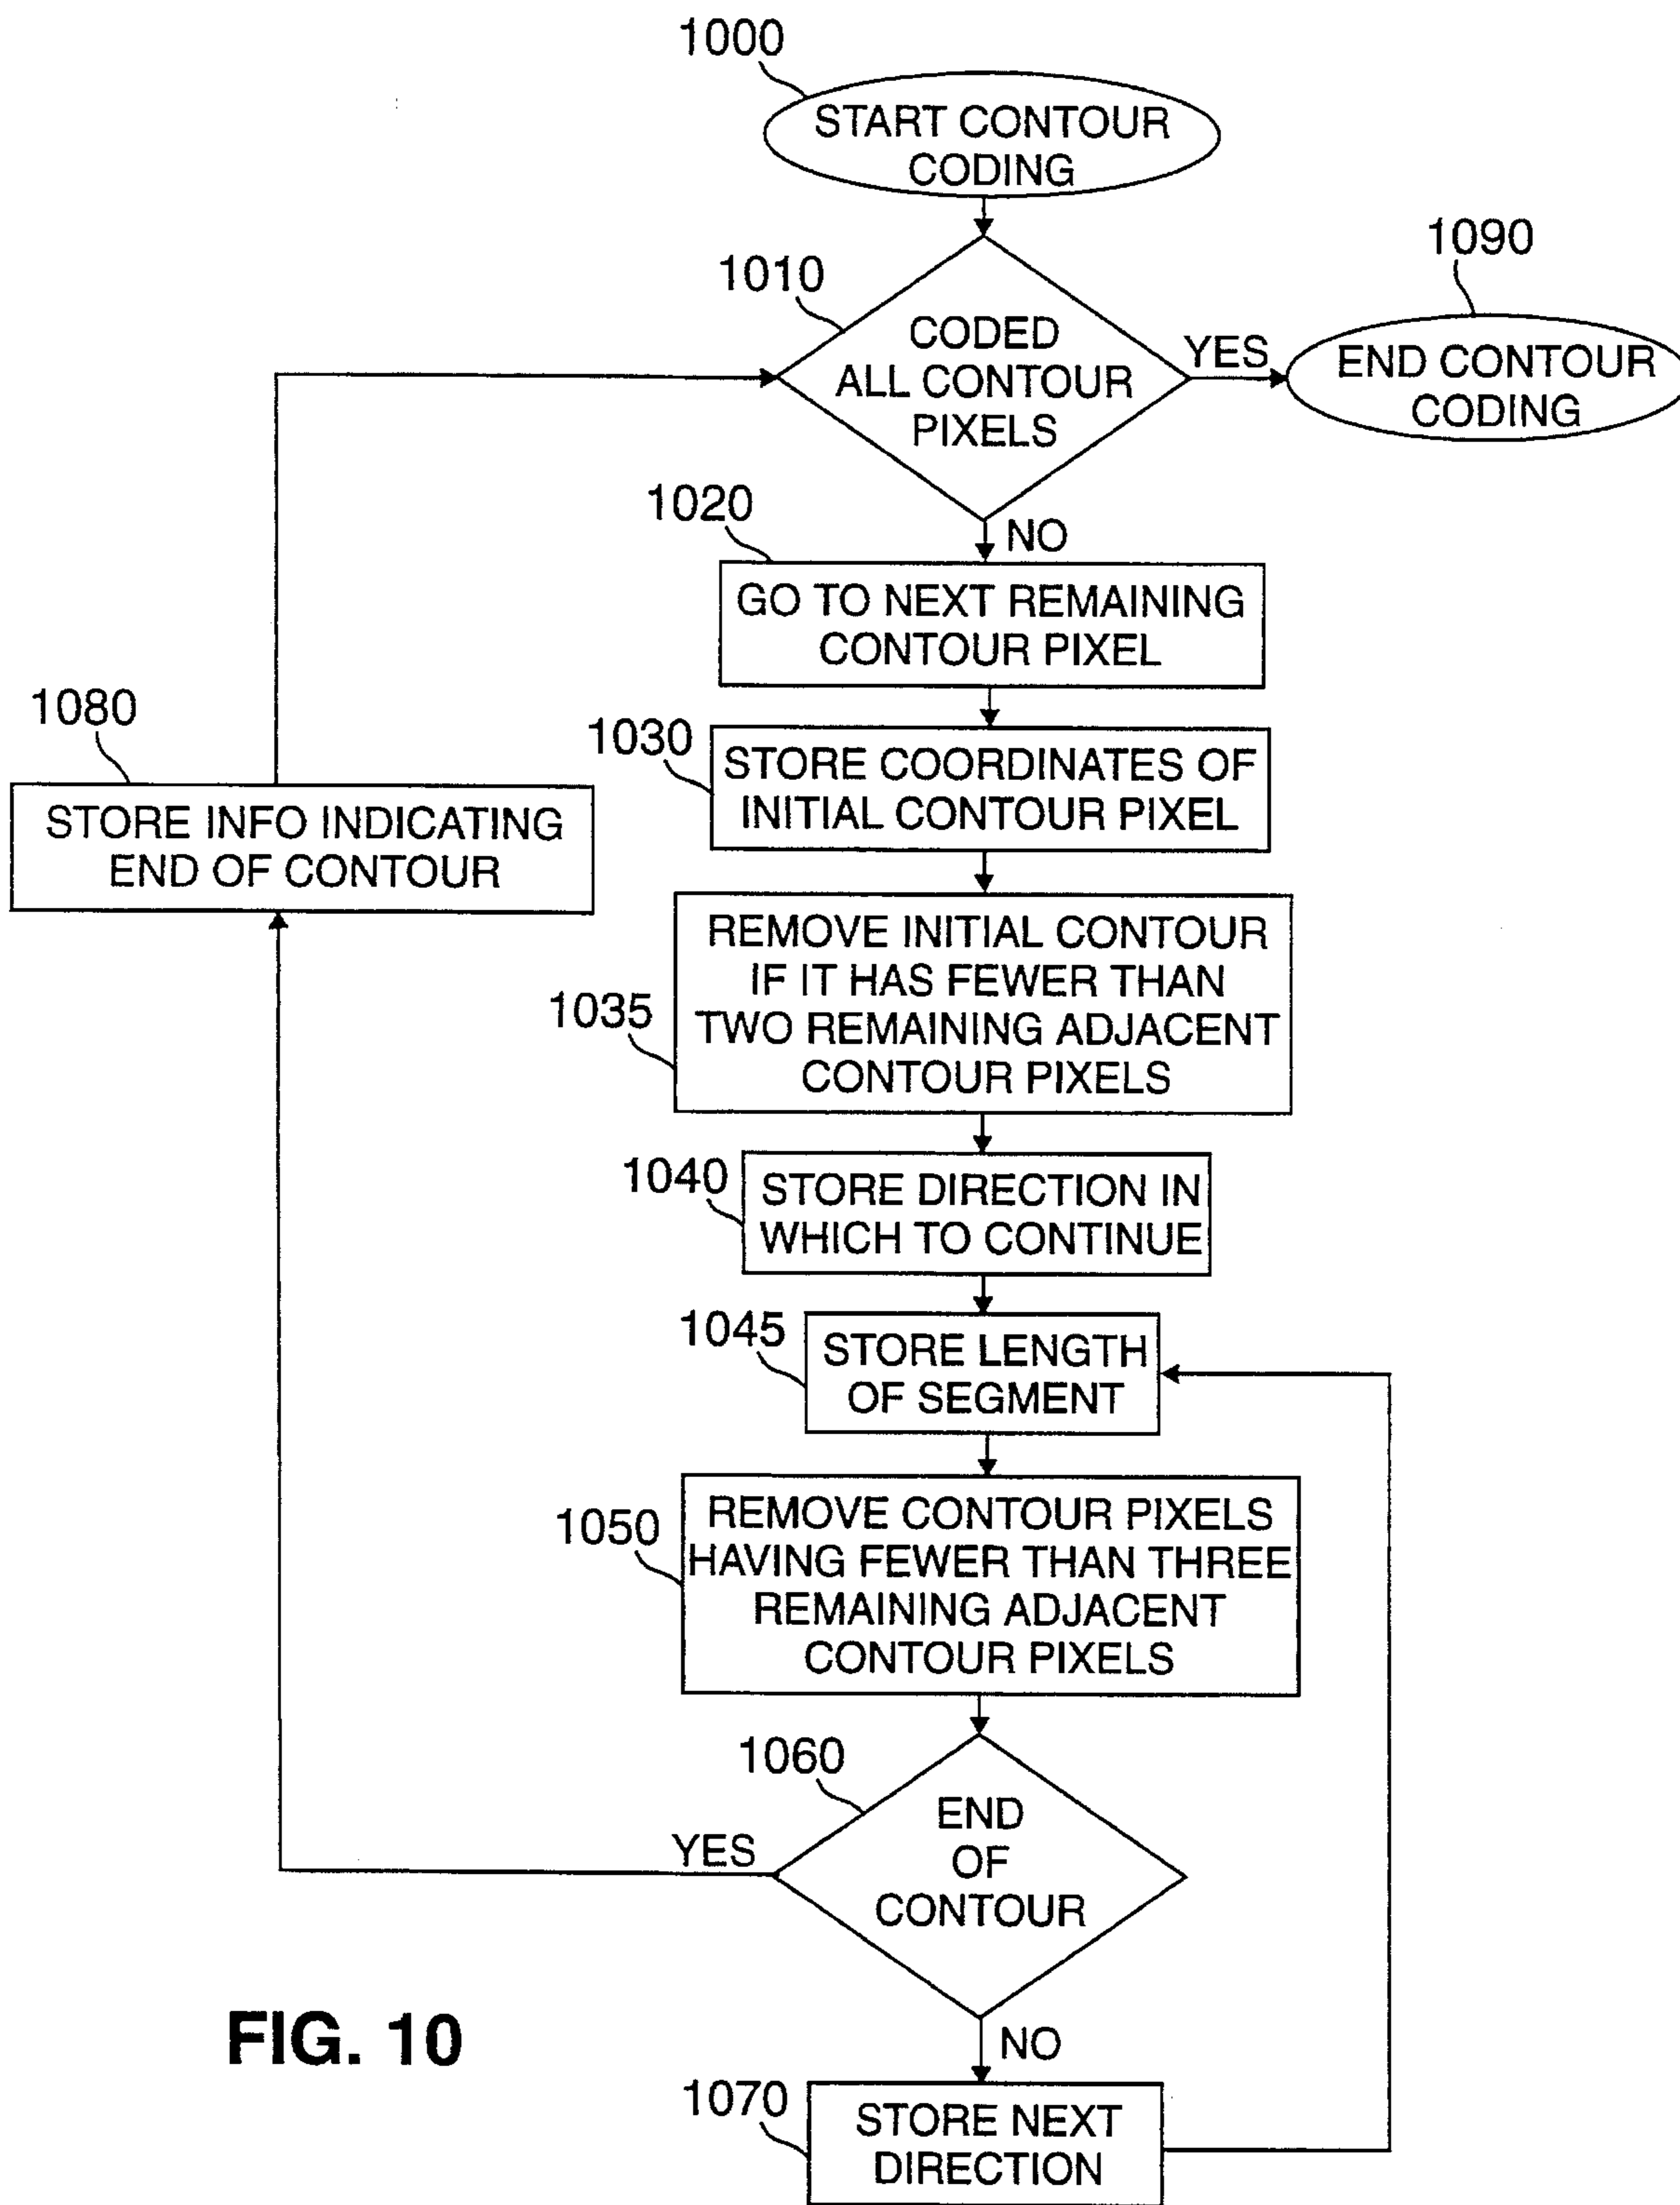 1000
START CONTOUR
CODING
1010
CODED
ALL CONTOUR
PIXELS
YES
1090
END CONTOUR
CODING
NO
1020
GO TO NEXT REMAINING
CONTOUR PIXEL
1030
STORE COORDINATES OF
INITIAL CONTOUR PIXEL
1080
STORE INFO INDICATING
END OF CONTOUR
1035
REMOVE INITIAL CONTOUR
IF IT HAS FEWER THAN
TWO REMAINING ADJACENT
CONTOUR PIXELS
1040
STORE DIRECTION IN
WHICH TO CONTINUE
1045
STORE LENGTH
OF SEGMENT
1050
REMOVE CONTOUR PIXELS
HAVING FEWER THAN THREE
REMAINING ADJACENT
CONTOUR PIXELS
1060
END
OF
CONTOUR
YES
NO
1070
STORE NEXT
DIRECTION
FIG. 10